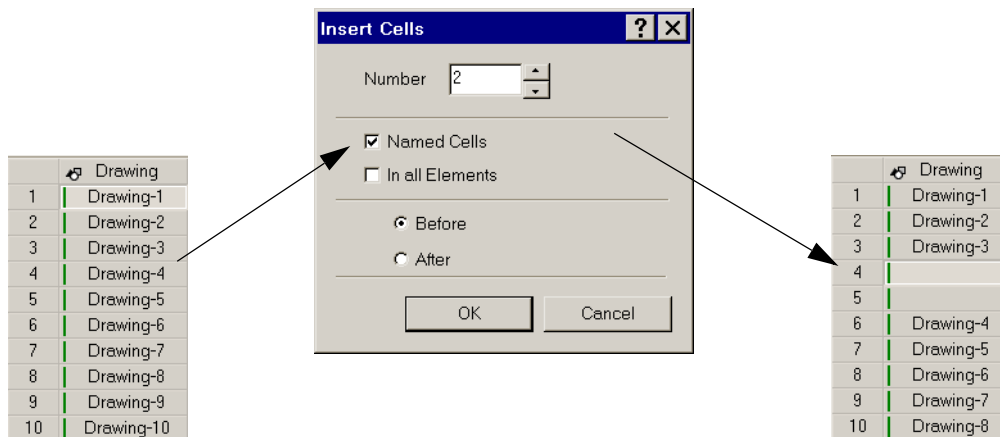 Insert Cells
Number 2
Named Cells
In all Elements
Before
After
OK Cancel
Drawing
1 Drawing-1
2 Drawing-2
3 Drawing-3
4 Drawing-4
5 Drawing-5
6 Drawing-6
7 Drawing-7
8 Drawing-8
9 Drawing-9
10 Drawing-10
Drawing
1 Drawing-1
2 Drawing-2
3 Drawing-3
4
5
6 Drawing-4
7 Drawing-5
8 Drawing-6
9 Drawing-7
10 Drawing-8